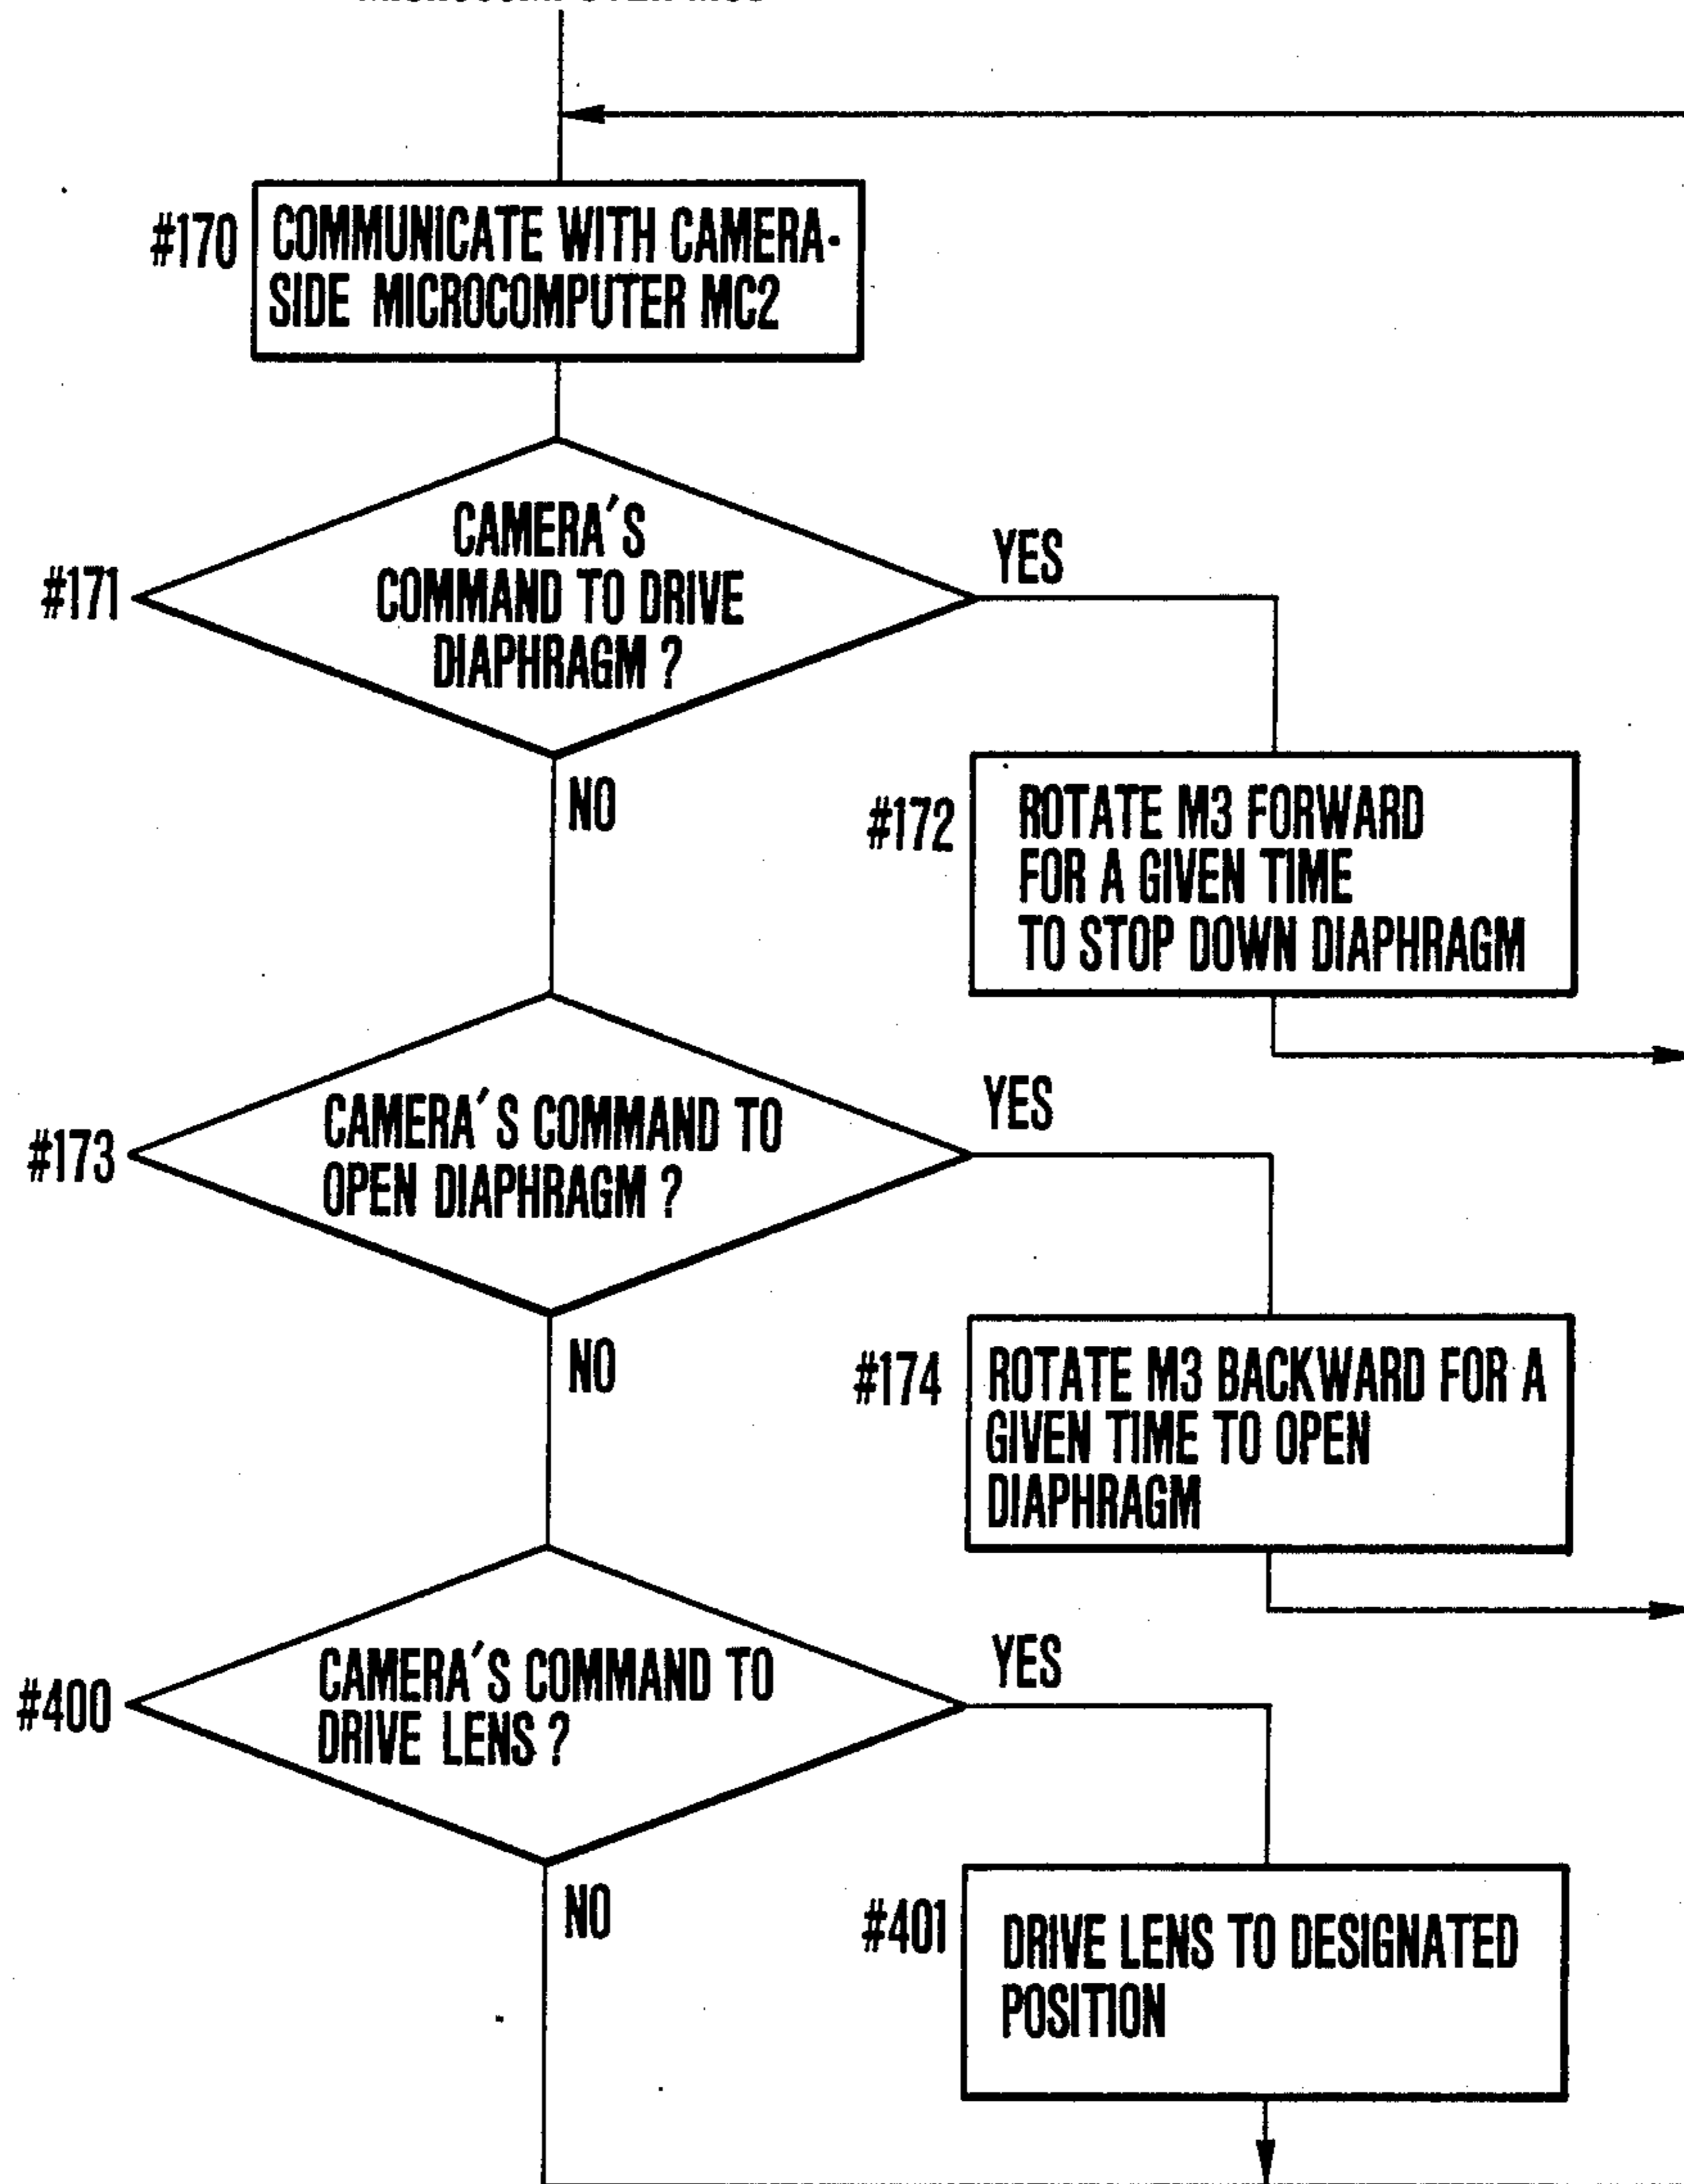 #170
COMMUNICATE WITH CAMERA-
SIDE MICROCOMPUTER MC2
CAMERA'S
COMMAND TO DRIVE
DIAPHRAGM ?
#171
YES
NO
#172
ROTATE M3 FORWARD
FOR A GIVEN TIME
TO STOP DOWN DIAPHRAGM
#173
CAMERA'S COMMAND TO
OPEN DIAPHRAGM ?
YES
NO
#174
ROTATE M3 BACKWARD FOR A
GIVEN TIME TO OPEN
DIAPHRAGM
#400
CAMERA'S COMMAND TO
DRIVE LENS ?
YES
NO
#401
DRIVE LENS TO DESIGNATED
POSITION